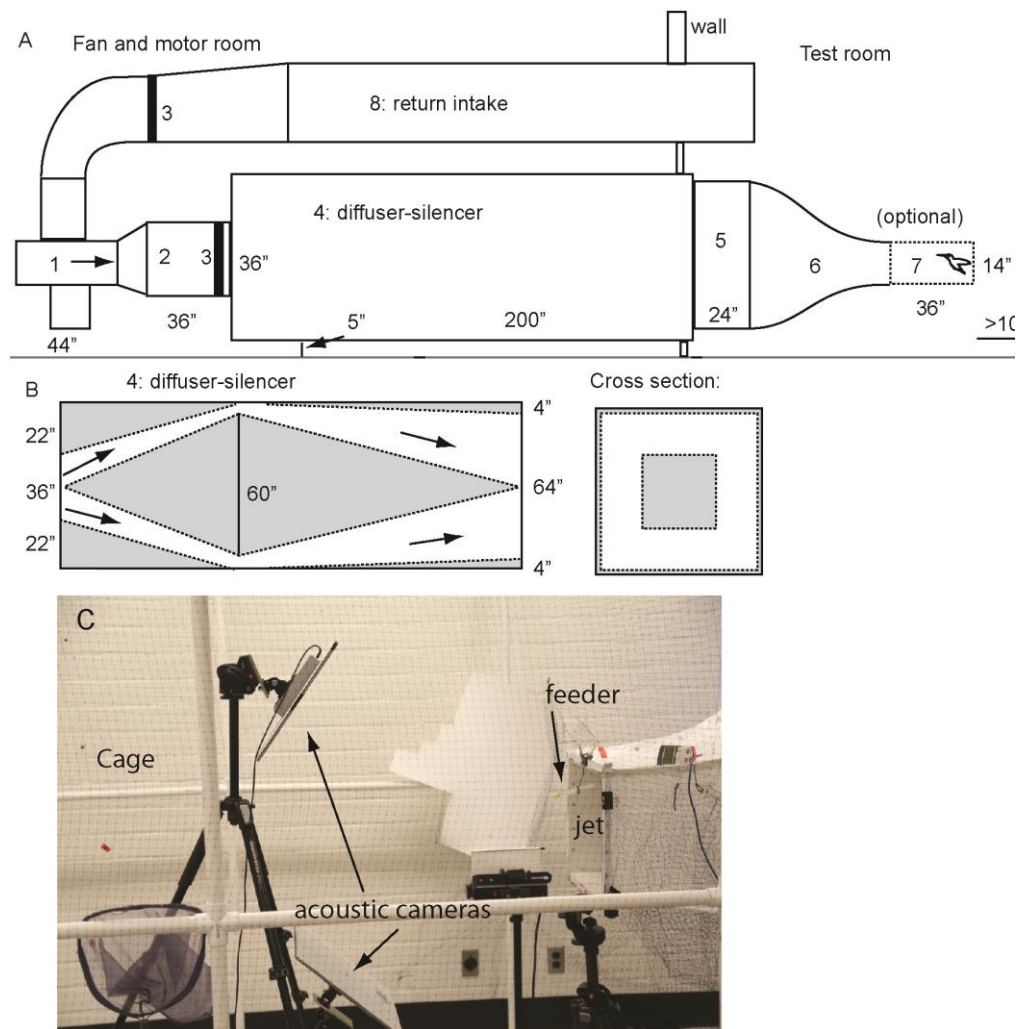 A
Fan and motor room
wall
Test room
3
8: return intake
4: diffuser-silencer
(optional)
1
2
3
36”
5
6
7
14”
36”
5”
200”
24”
36”
44”
>10
B
4: diffuser-silencer
Cross section:
22”
4”
36”
60”
64”
22”
4”
C
feeder
Cage
jet
acoustic cameras